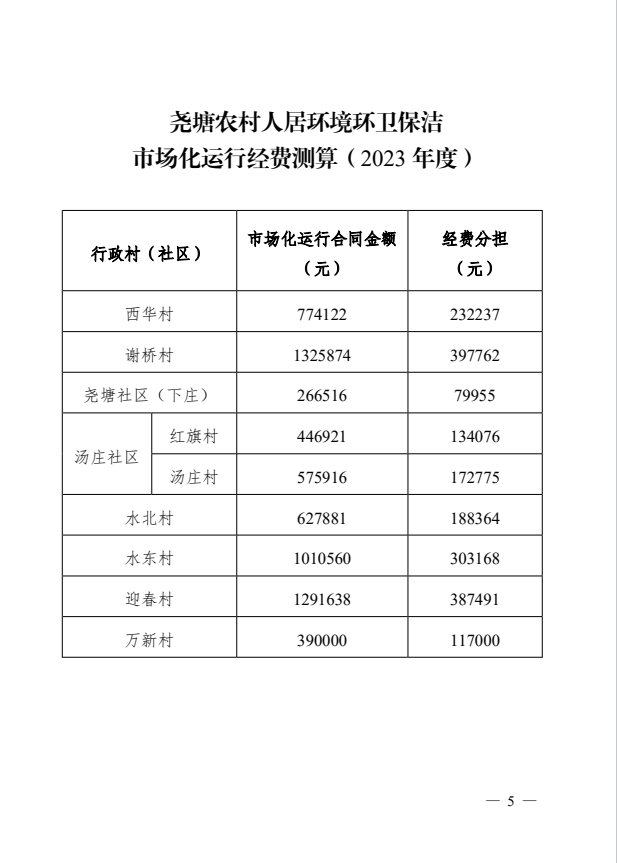 尧塘农村人居环境环卫保洁
市场化运行经费测算（2023 年度）
行政村（社区） 市场化运行合同金额（元） 经费分担（元）
西华村 774122 232237
谢桥村 1325874 397762
尧塘社区（下庄） 266516 79955
汤庄社区 红旗村 446921 134076
汤庄村 575916 172775
水北村 627881 188364
水东村 1010560 303168
迎春村 1291638 387491
万新村 390000 117000
— 5 —